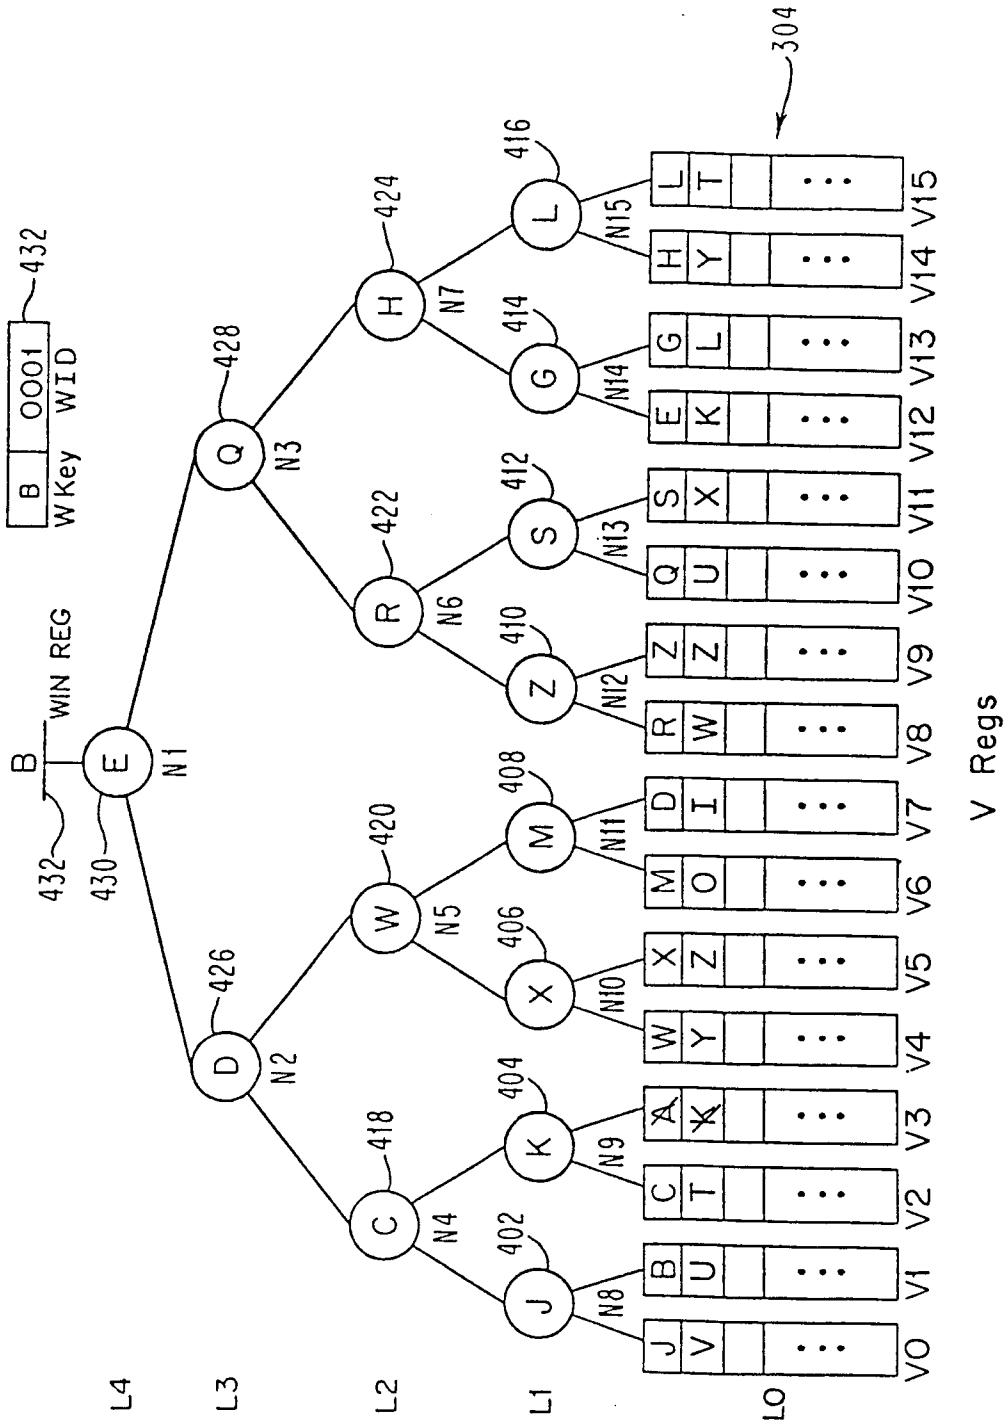 B 0001 432
W Key WID
B
WIN REG
432
L4
430
E
N1
L3
426
D
N2
428
Q
N3
L2
418
C
N4
420
W
N5
422
R
N6
424
H
N7
L1
402
J
N8
404
K
N9
406
X
N10
408
M
N11
410
Z
N12
412
S
N13
414
G
N14
416
L
N15
L0
J B C A W X M D R Z Q S E G H L
V U T K Y Z O I W Z U X K L Y T
304
V0 V1 V2 V3 V4 V5 V6 V7 V8 V9 V10 V11 V12 V13 V14 V15
V Regs